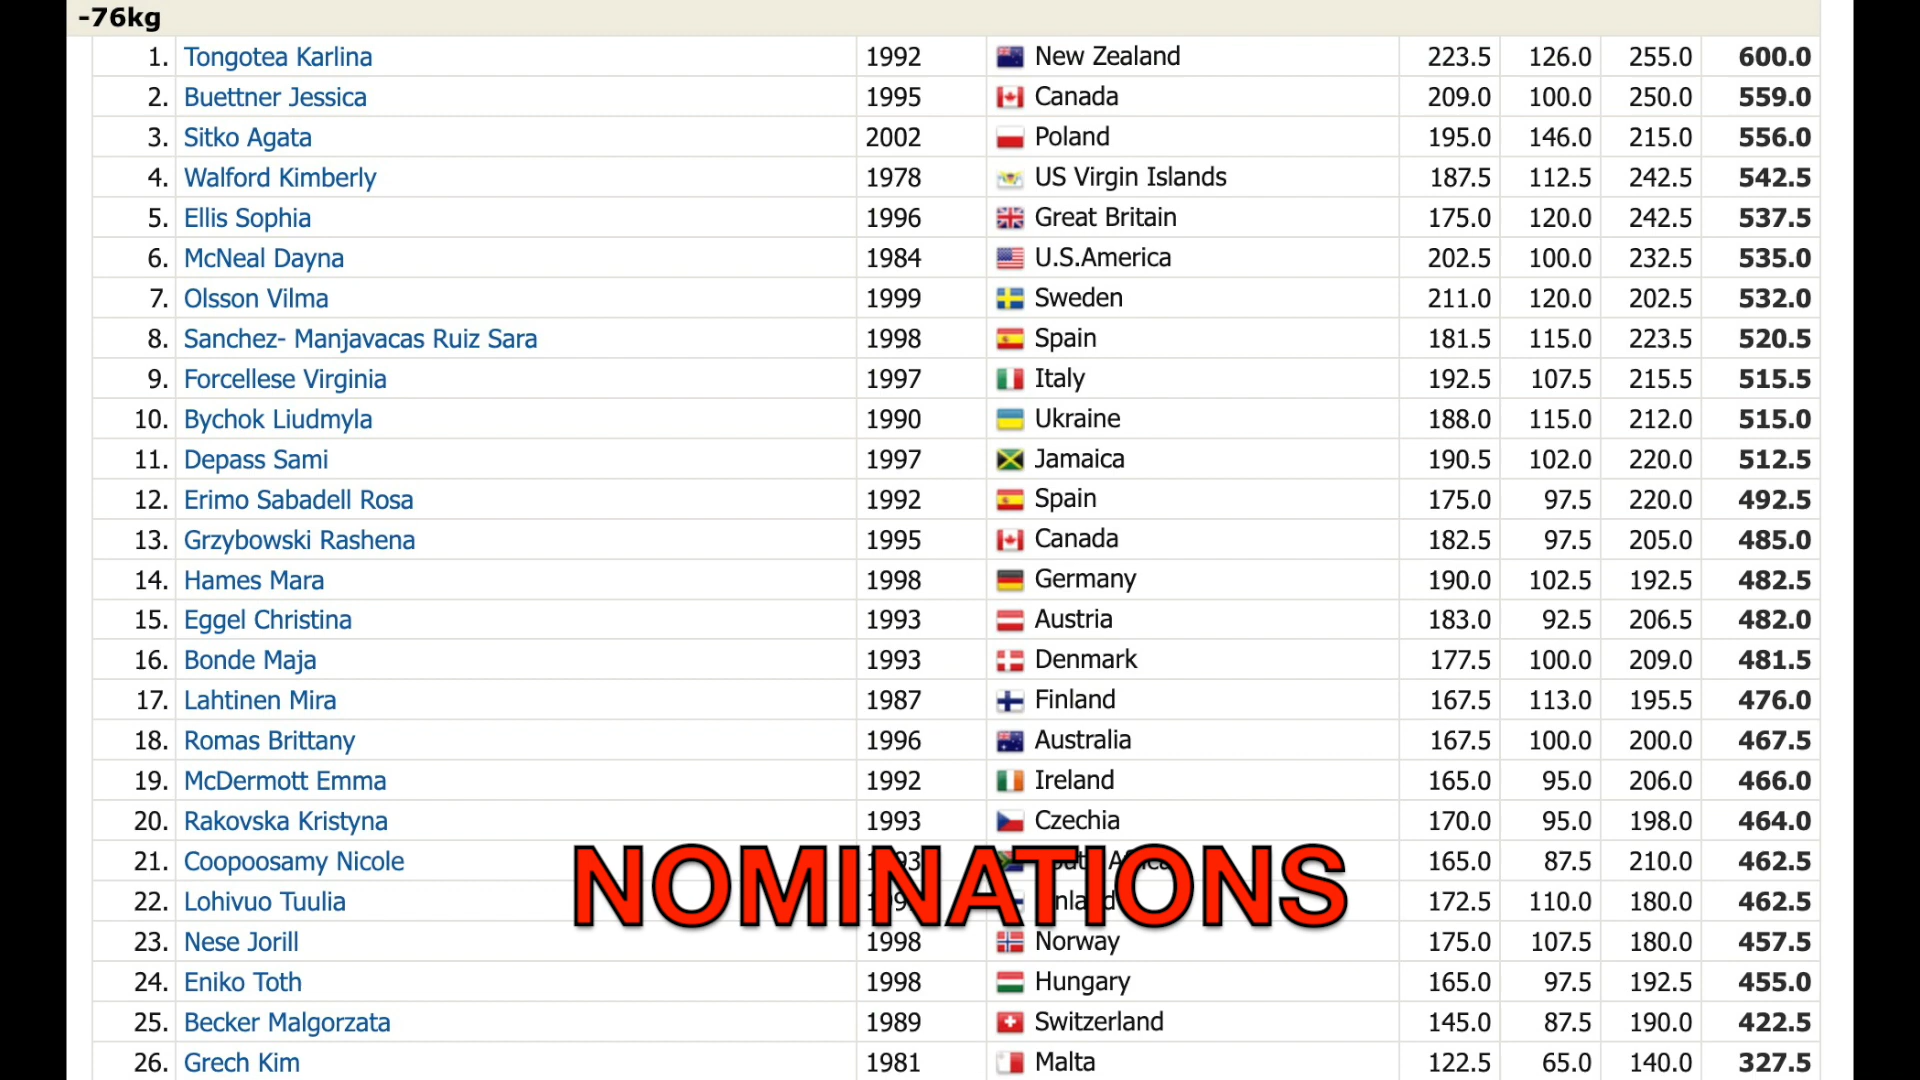 -76kg
1. Tongotea Karlina 1992 New Zealand 223.5 126.0 255.0 600.0
2. Buettner Jessica 1995 Canada 209.0 100.0 250.0 559.0
3. Sitko Agata 2002 Poland 195.0 146.0 215.0 556.0
4. Walford Kimberly 1978 US Virgin Islands 187.5 112.5 242.5 542.5
5. Ellis Sophia 1996 Great Britain 175.0 120.0 242.5 537.5
6. McNeal Dayna 1984 U.S.America 202.5 100.0 232.5 535.0
7. Olsson Vilma 1999 Sweden 211.0 120.0 202.5 532.0
8. Sanchez- Manjavacas Ruiz Sara 1998 Spain 181.5 115.0 223.5 520.5
9. Forcellese Virginia 1997 Italy 192.5 107.5 215.5 515.5
10. Bychok Liudmyla 1990 Ukraine 188.0 115.0 212.0 515.0
11. Depass Sami 1997 Jamaica 190.5 102.0 220.0 512.5
12. Erimo Sabadell Rosa 1992 Spain 175.0 97.5 220.0 492.5
13. Grzybowski Rashena 1995 Canada 182.5 97.5 205.0 485.0
14. Hames Mara 1998 Germany 190.0 102.5 192.5 482.5
15. Eggel Christina 1993 Austria 183.0 92.5 206.5 482.0
16. Bonde Maja 1993 Denmark 177.5 100.0 209.0 481.5
17. Lahtinen Mira 1987 Finland 167.5 113.0 195.5 476.0
18. Romas Brittany 1996 Australia 167.5 100.0 200.0 467.5
19. McDermott Emma 1992 Ireland 165.0 95.0 206.0 466.0
20. Rakovska Kristyna 1993 Czechia 170.0 95.0 198.0 464.0
21. Coopoosamy Nicole 165.0 87.5 210.0 462.5
NOMINATIONS
22. Lohivuo Tuulia 172.5 110.0 180.0 462.5
23. Nese Jorill 1998 Norway 175.0 107.5 180.0 457.5
24. Eniko Toth 1998 Hungary 165.0 97.5 192.5 455.0
25. Becker Malgorzata 1989 Switzerland 145.0 87.5 190.0 422.5
26. Grech Kim 1981 Malta 122.5 65.0 140.0 327.5